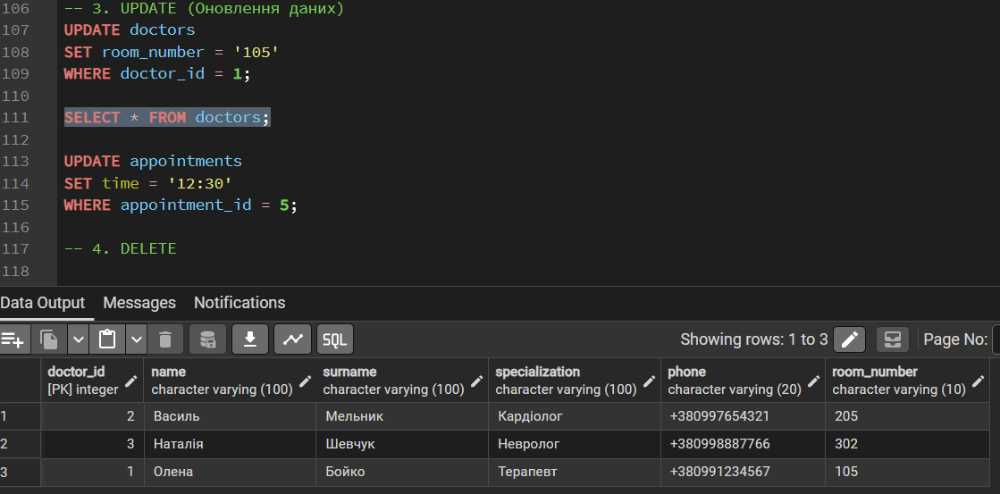 106 -- 3. UPDATE (Оновлення даних)
107 UPDATE doctors
108 SET room_number = '105'
109 WHERE doctor_id = 1;
110
111 SELECT * FROM doctors;
112
113 UPDATE appointments
114 SET time = '12:30'
115 WHERE appointment_id = 5;
116
117 -- 4. DELETE
118
Data Output Messages Notifications
SQL Showing rows: 1 to 3 Page No:
doctor_id name surname specialization phone room_number
[PK] integer character varying (100) character varying (100) character varying (100) character varying (20) character varying (10)
1 2 Василь Мельник Кардіолог +380997654321 205
2 3 Наталія Шевчук Невролог +380998887766 302
3 1 Олена Бойко Терапевт +380991234567 105